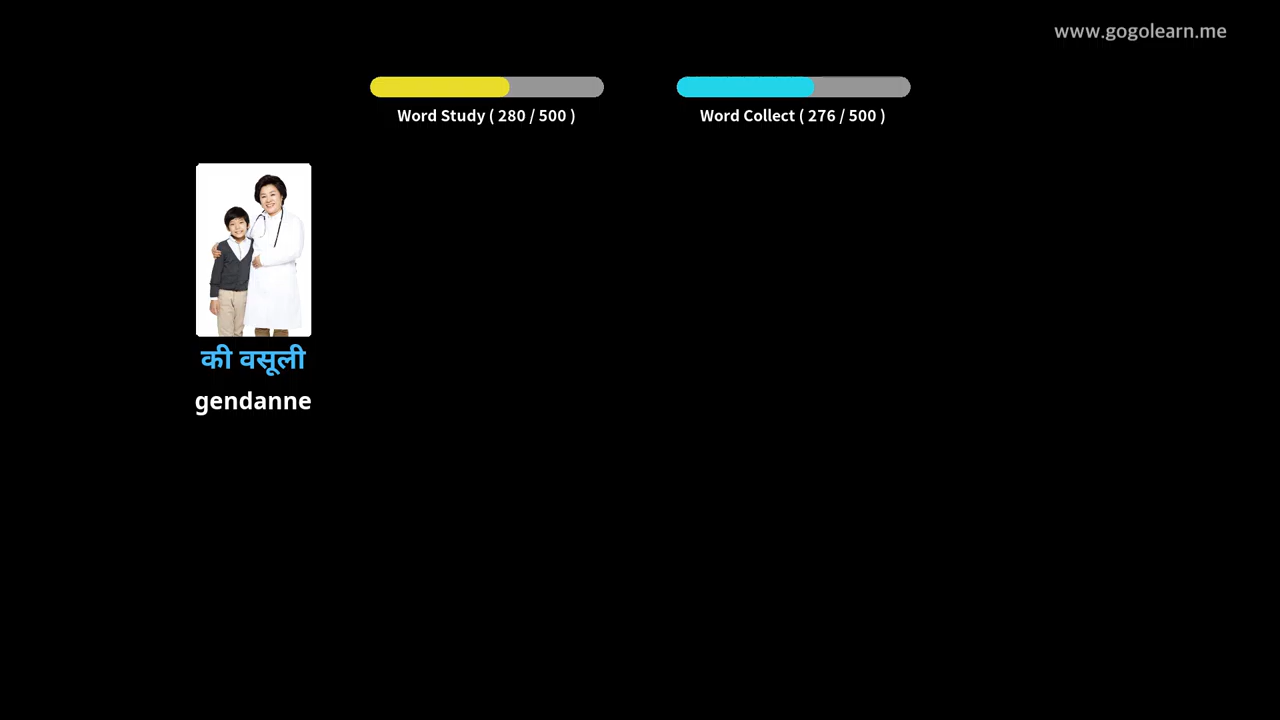 www.gogolearn.me
Word Study ( 280 / 500 )
Word Collect ( 276 / 500 )
की वसूली
gendanne